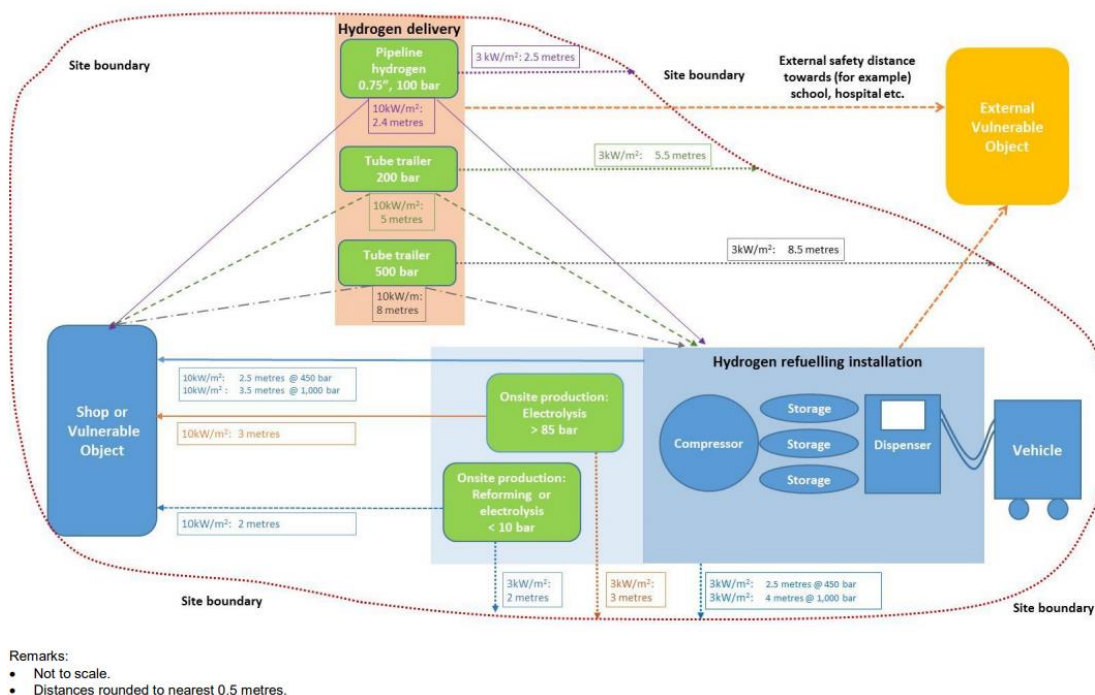 Hydrogen delivery
Pipeline
hydrogen
0.75", 100 bar
3 kW/m²: 2.5 metres
Site boundary
Site boundary
External safety distance
towards (for example)
school, hospital etc.
External
Vulnerable
Object
10kW/m²:
2.4 metres
Tube trailer
200 bar
3kW/m²: 5.5 metres
10kW/m²:
5 metres
Tube trailer
500 bar
3kW/m²: 8.5 metres
10kW/m:
8 metres
Shop or
Vulnerable
Object
10kW/m²: 2.5 metres @ 450 bar
10kW/m² : 3.5 metres @ 1,000 bar
10kW/m²: 3 metres
10kW/m²: 2 metres
Onsite production:
Electrolysis
> 85 bar
Onsite production:
Reforming or
electrolysis
< 10 bar
Hydrogen refuelling installation
Compressor
Storage
Storage
Storage
Dispenser
Vehicle
3kW/m²:
2 metres
3kW/m²:
3 metres
3kW/m²: 2.5 metres @ 450 bar
3kW/m²: 4 metres @ 1,000 bar
Site boundary
Site boundary
Remarks:
• Not to scale.
• Distances rounded to nearest 0.5 metres.